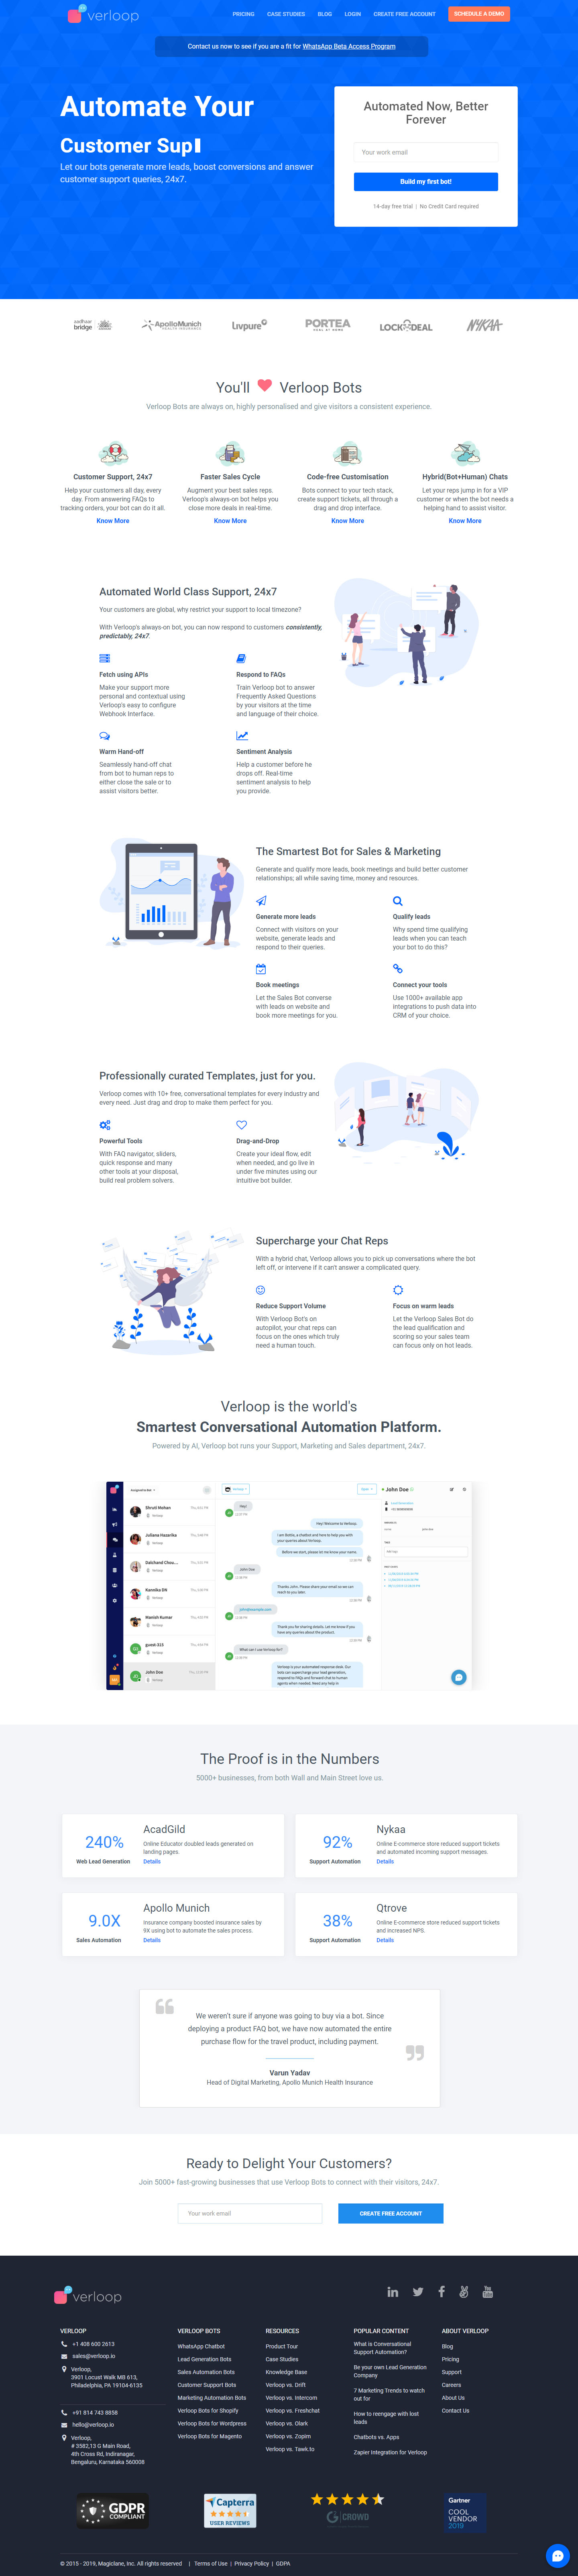 verloop
PRICING CASE STUDIES BLOG LOGIN CREATE FREE ACCOUNT SCHEDULE A DEMO
Contact us now to see if you are a fit for WhatsApp Beta Access Program
Automate Your
Customer Sup
Let our bots generate more leads, boost conversions and answer
customer support queries, 24x7.
Automated Now, Better
Forever
Your work email
Build my first bot!
14-day free trial | No Credit Card required
aadhaar bridge ApolloMunich HEALTH INSURANCE Livpure PORTEA HEAL AT HOME LOCK THE DEAL NYKAA
You'll Verloop Bots
Verloop Bots are always on, highly personalised and give visitors a consistent experience.
Customer Support, 24x7
Help your customers all day, every
day. From answering FAQs to
tracking orders, your bot can do it all.
Know More
Faster Sales Cycle
Augment your best sales reps.
Verloop's always-on bot helps you
close more deals in real-time.
Know More
Code-free Customisation
Bots connect to your tech stack,
create support tickets, all through a
drag and drop interface.
Know More
Hybrid(Bot+Human) Chats
Let your reps jump in for a VIP
customer or when the bot needs a
helping hand to assist visitor.
Know More
Automated World Class Support, 24x7
Your customers are global, why restrict your support to local timezone?
With Verloop's always-on bot, you can now respond to customers consistently,
predictably, 24x7.
Fetch using APIs
Make your support more
personal and contextual using
Verloop's easy to configure
Webhook Interface.
Respond to FAQs
Train Verloop bot to answer
Frequently Asked Questions
by your visitors at the time
and language of their choice.
Warm Hand-off
Seamlessly hand-off chat
from bot to human reps to
either close the sale or to
assist visitors better.
Sentiment Analysis
Help a customer before he
drops off. Real-time
sentiment analysis to help
you provide.
The Smartest Bot for Sales & Marketing
Generate and qualify more leads, book meetings and build better customer
relationships; all while saving time, money and resources.
Generate more leads
Connect with visitors on your
website, generate leads and
respond to their queries.
Qualify leads
Why spend time qualifying
leads when you can teach
your bot to do this?
Book meetings
Let the Sales Bot converse
with leads on website and
book more meetings for you.
Connect your tools
Use 1000+ available app
integrations to push data into
CRM of your choice.
Professionally curated Templates, just for you.
Verloop comes with 10+ free, conversational templates for every industry and
every need. Just drag and drop to make them perfect for you.
Powerful Tools
With FAQ navigator, sliders,
quick response and many
other tools at your disposal,
build real problem solvers.
Drag-and-Drop
Create your ideal flow, edit
when needed, and go live in
under five minutes using our
intuitive bot builder.
Supercharge your Chat Reps
With a hybrid chat, Verloop allows you to pick up conversations where the bot
left off, or intervene if it can't answer a complicated query.
Reduce Support Volume
With Verloop Bot's on
autopilot, your chat reps can
focus on the ones which truly
need a human touch.
Focus on warm leads
Let the Verloop Sales Bot do
the lead qualification and
scoring so your sales team
can focus only on hot leads.
Verloop is the world's
Smartest Conversational Automation Platform.
Powered by AI, Verloop bot runs your Support, Marketing and Sales department, 24x7.
Shruti Mohan
Juliana Hazarika
Dalchand Chou...
Kannika DN
Manish Kumar
guest-315
John Doe
Hey!
Hey! Welcome to Verloop.
I am Bottie, a chatbot and here to help you with
your queries about Verloop.
Before we start, please let me know your name.
John Doe
Thanks John. Please share your email so we can
reach you later.
Thank you for sharing details. Let me know if
you have any queries about the product.
What can I use Verloop for?
Verloop is your automated response desk. Our
bots can supercharge your lead generation,
respond to FAQs and forward chat to human
agents when needed. Need any help to
John Doe
The Proof is in the Numbers
5000+ businesses, from both Wall and Main Street love us.
240%
Web Lead Generation
AcadGild
Online Educator doubled leads generated on
landing pages.
Details
92%
Support Automation
Nykaa
Online E-commerce store reduced support tickets
and automated incoming support messages.
Details
9.0X
Sales Automation
Apollo Munich
Insurance company boosted insurance sales by
9X using bot to automate the sales process.
Details
38%
Support Automation
Qtrove
Online E-commerce store reduced support tickets
and increased NPS.
Details
We weren't sure if anyone was going to buy via a bot. Since
deploying a product FAQ bot, we have now automated the entire
purchase flow for the travel product, including payment.
Varun Yadav
Head of Digital Marketing, Apollo Munich Health Insurance
Ready to Delight Your Customers?
Join 5000+ fast-growing businesses that use Verloop Bots to connect with their visitors, 24x7.
Your work email
CREATE FREE ACCOUNT
verloop
VERLOOP
+1 408 600 2613
sales@verloop.io
Verloop,
3901 Locust Walk MB 613,
Philadelphia, PA 19104-6135
+91 814 743 8858
hello@verloop.io
Verloop,
# 3582,13 G Main Road,
4th Cross Rd, Indiranagar,
Bengaluru, Karnataka 560008
VERLOOP BOTS
WhatsApp Chatbot
Lead Generation Bots
Sales Automation Bots
Customer Support Bots
Marketing Automation Bots
Verloop Bots for Shopify
Verloop Bots for Wordpress
Verloop Bots for Magento
RESOURCES
Product Tour
Case Studies
Knowledge Base
Verloop vs. Drift
Verloop vs. Intercom
Verloop vs. Freshchat
Verloop vs. Olark
Verloop vs. Zopim
Verloop vs. Tawk.to
POPULAR CONTENT
What is Conversational
Support Automation?
Be your own Lead Generation
Company
7 Marketing Trends to watch
out for
How to reengage with lost
leads
Chatbots vs. Apps
Zapier Integration for Verloop
ABOUT VERLOOP
Blog
Pricing
Support
Careers
About Us
Contact Us
GDPR
COMPLIANT
Capterra
USER REVIEWS
G CROWD
Gartner
COOL
VENDOR
2019
© 2015 - 2019, Magiclane, Inc. All rights reserved | Terms of Use | Privacy Policy | GDPA